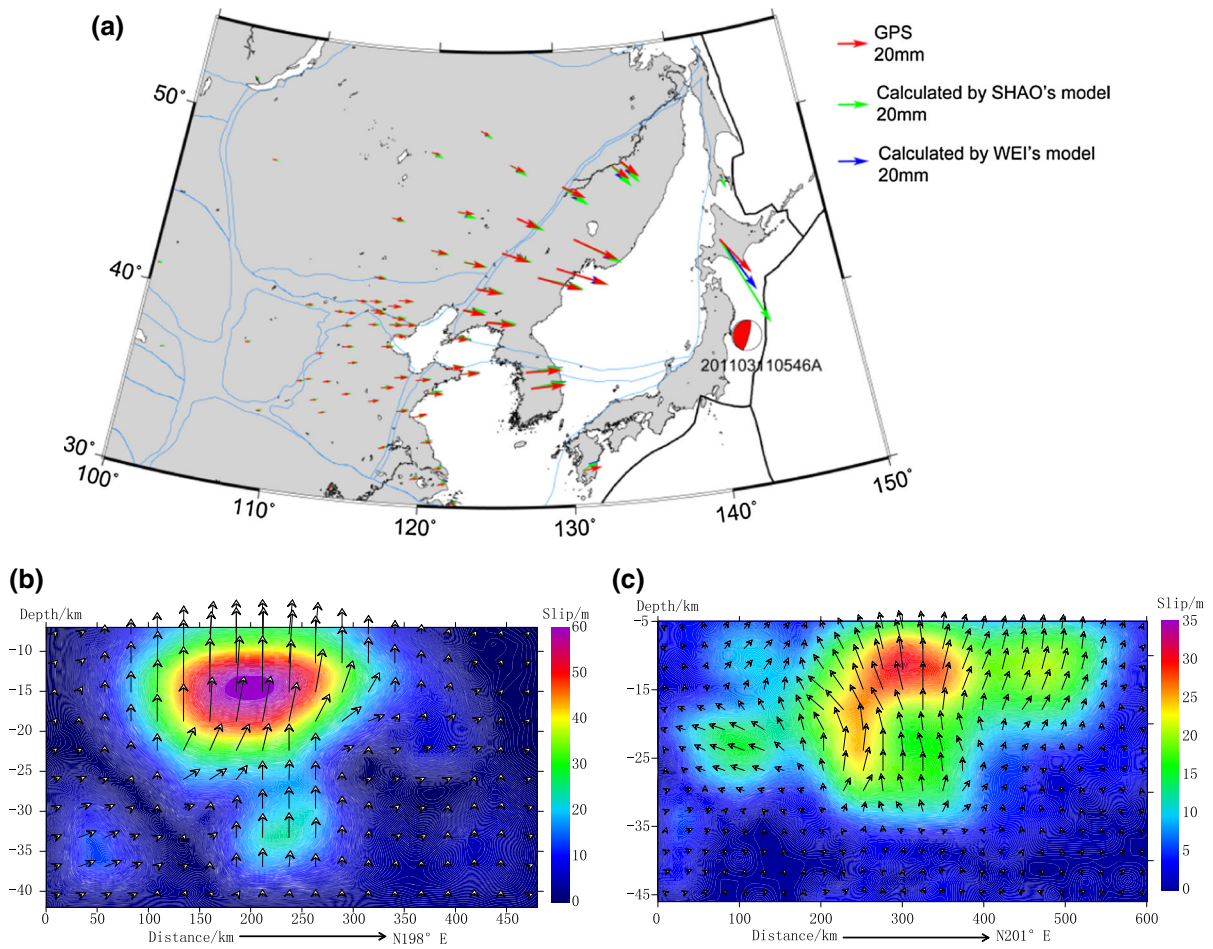 (a)
GPS
20mm
Calculated by SHAO's model
20mm
Calculated by WEI's model
20mm
50°
40°
30°
100°
110°
120°
130°
140°
150°
201103110546A
(b)
Depth/km
Slip/m
-10
-15
-20
-25
-30
-35
-40
0 50 100 150 200 250 300 350 400 450
Distance/km N198° E
60
50
40
30
20
10
0
(c)
Depth/km
Slip/m
-5
-15
-25
-35
-45
0 100 200 300 400 500 600
Distance/km N201° E
35
30
25
20
15
10
5
0